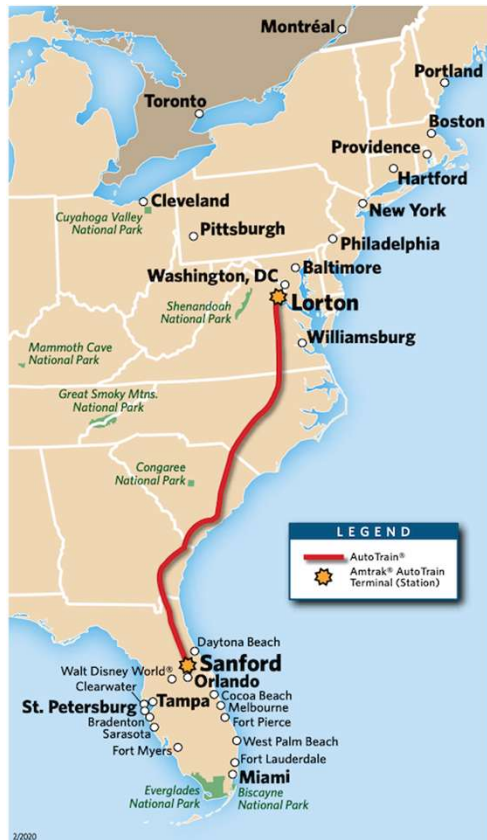 Montréal
Portland
Toronto
Boston
Providence
Hartford
Cleveland
New York
Cuyahoga Valley
National Park
Pittsburgh
Philadelphia
Baltimore
Washington, DC
Lorton
Shenandoah
National Park
Williamsburg
Mammoth Cave
National Park
Great Smoky Mtns.
National Park
Congaree
National Park
LEGEND
AutoTrain®
Amtrak® AutoTrain
Terminal (Station)
Daytona Beach
Sanford
Walt Disney World®
Orlando
Clearwater
Cocoa Beach
Tampa
St. Petersburg
Melbourne
Bradenton
Fort Pierce
Sarasota
West Palm Beach
Fort Myers
Fort Lauderdale
Miami
Everglades
National Park
Biscayne
National Park
2/2020